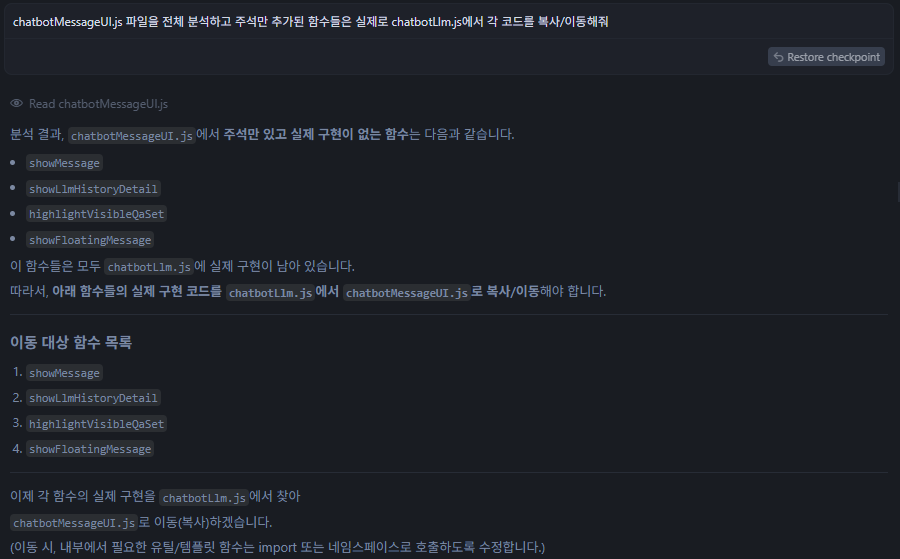 chatbotMessageUI.js 파일을 전체 분석하고 주석만 추가된 함수들은 실제로 chatbotLlm.js에서 각 코드를 복사/이동해줘
Restore checkpoint
Read chatbotMessageUI.js
분석 결과, chatbotMessageUI.js에서 주석만 있고 실제 구현이 없는 함수는 다음과 같습니다.
• showMessage
• showLlmHistoryDetail
• highlightVisibleQaSet
• showFloatingMessage
이 함수들은 모두 chatbotLlm.js에 실제 구현이 남아 있습니다.
따라서, 아래 함수들의 실제 구현 코드를 chatbotLlm.js에서 chatbotMessageUI.js로 복사/이동해야 합니다.
이동 대상 함수 목록
1. showMessage
2. showLlmHistoryDetail
3. highlightVisibleQaSet
4. showFloatingMessage
이제 각 함수의 실제 구현을 chatbotLlm.js에서 찾아
chatbotMessageUI.js로 이동(복사)하겠습니다.
(이동 시, 내부에서 필요한 유틸/템플릿 함수는 import 또는 네임스페이스로 호출하도록 수정합니다.)